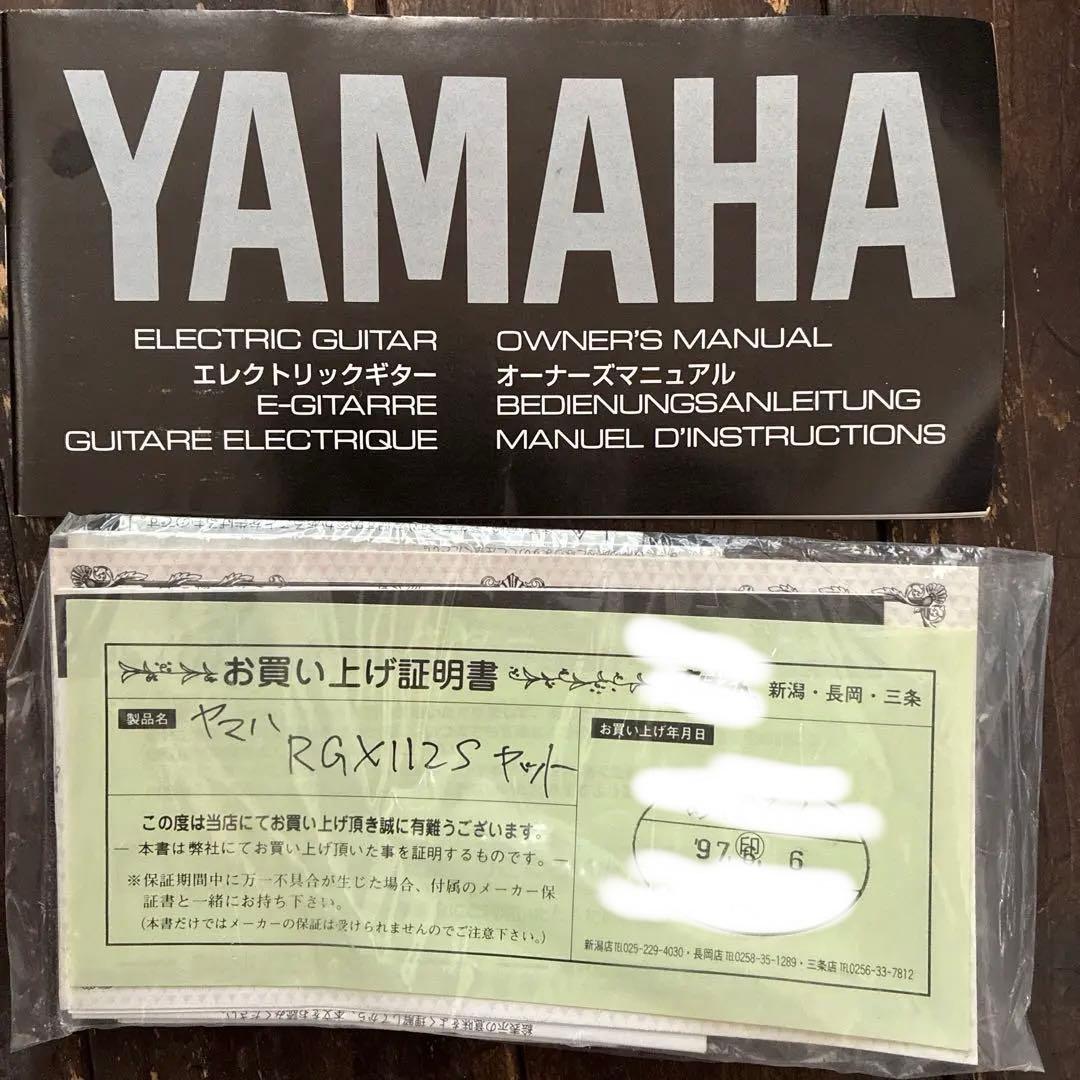 YAMAHA
ELECTRIC GUITAR OWNER'S MANUAL
エレクトリックギター オーナーズマニュアル
E-GITARRE BEDIENUNGSANLEITUNG
GUITARE ELECTRIQUE MANUEL D'INSTRUCTIONS
お買い上げ証明書
新潟・長岡・三条
製品名 ヤマハ
RGX112S
お買い上げ年月日
'97. 6
印
この度は当店にてお買い上げ頂き誠に有難うございます。
本書は弊社にてお買い上げ頂いた事を証明するものです。
※保証期間中に万一不具合が生じた場合、付属のメーカー保
証書と一緒にお持ち下さい。
(本書だけではメーカーの保証は受けられませんのでご注意下さい。)
新潟店TEL025-229-4030・長岡店TEL0258-35-1289・三条店TEL0256-33-7812